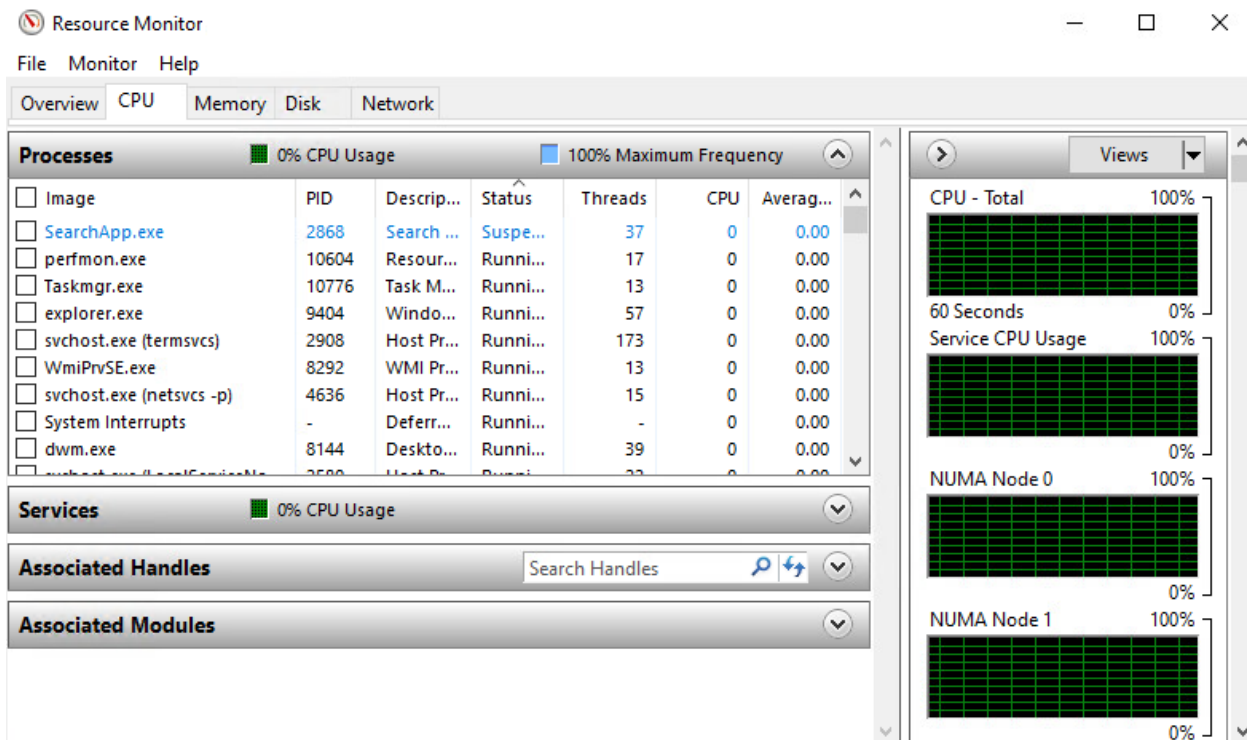 Resource Monitor
File Monitor Help
Overview CPU Memory Disk Network
Processes 0% CPU Usage 100% Maximum Frequency
Image PID Descrip... Status Threads CPU Averag...
SearchApp.exe 2868 Search ... Suspe... 37 0 0.00
perfmon.exe 10604 Resour... Runni... 17 0 0.00
Taskmgr.exe 10776 Task M... Runni... 13 0 0.00
explorer.exe 9404 Windo... Runni... 57 0 0.00
svchost.exe (termsvcs) 2908 Host Pr... Runni... 173 0 0.00
WmiPrvSE.exe 8292 WMI Pr... Runni... 13 0 0.00
svchost.exe (netsvcs -p) 4636 Host Pr... Runni... 15 0 0.00
System Interrupts - Deferr... Runni... - 0 0.00
dwm.exe 8144 Deskto... Runni... 39 0 0.00
Services 0% CPU Usage
Associated Handles Search Handles
Associated Modules
Views
CPU - Total 100%
60 Seconds 0%
Service CPU Usage 100%
0%
NUMA Node 0 100%
0%
NUMA Node 1 100%
0%